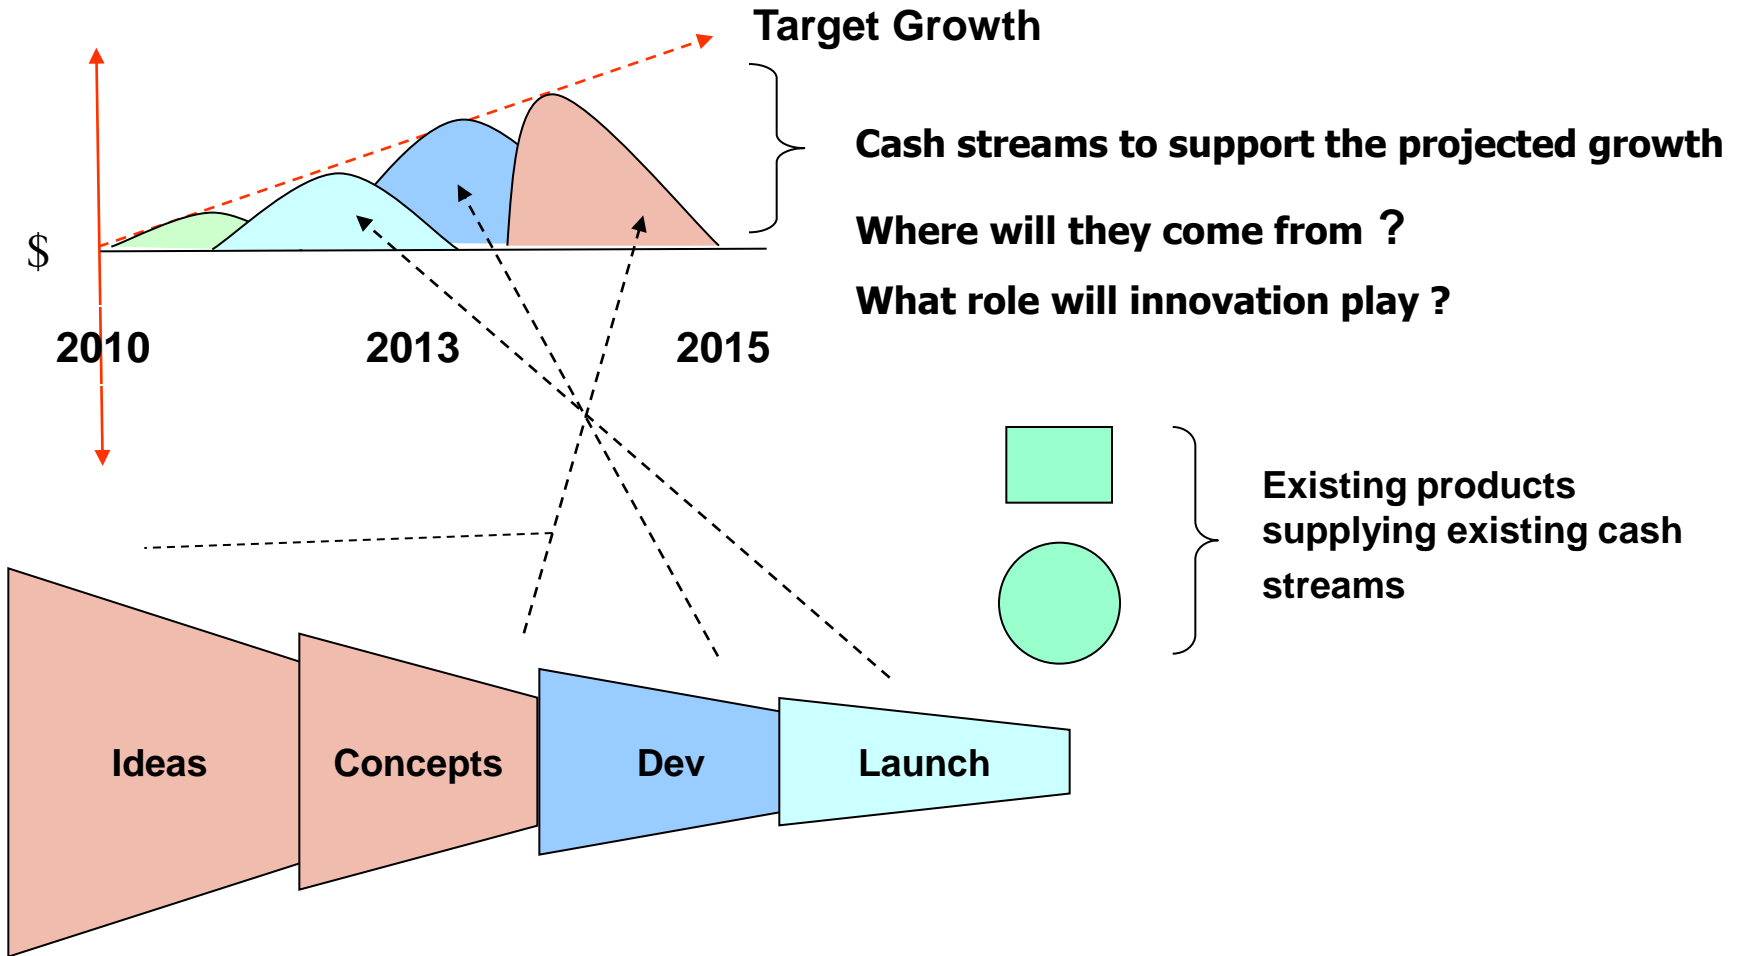 Target Growth
Cash streams to support the projected growth
Where will they come from ?
What role will innovation play ?
$
2010 2013 2015
Existing products
supplying existing cash
streams
Ideas Concepts Dev Launch